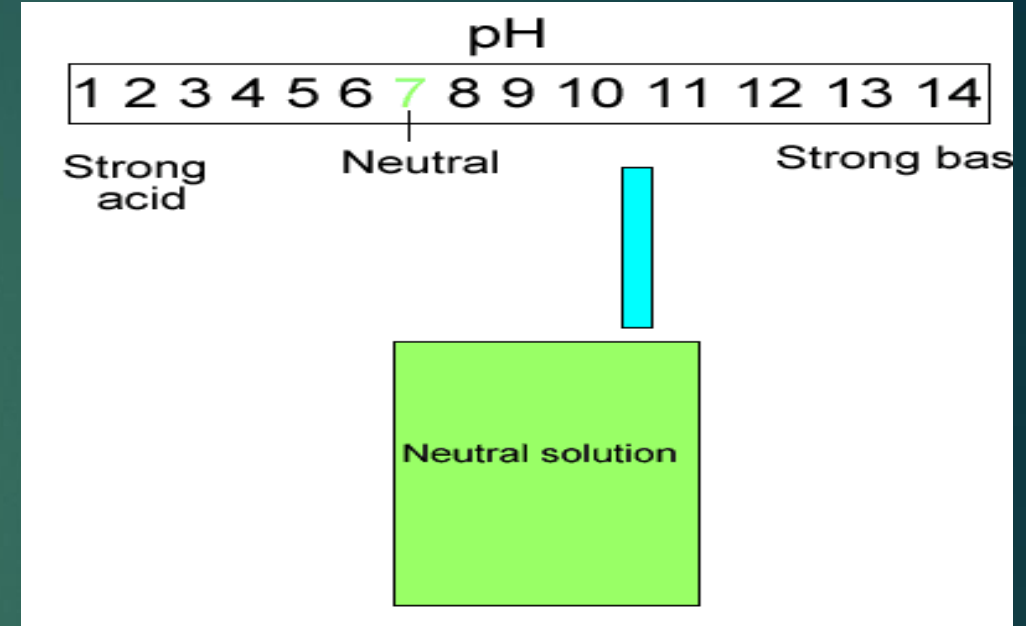 pH
1 2 3 4 5 6 7 8 9 10 11 12 13 14
Strong acid
Neutral
Strong bas
Neutral solution